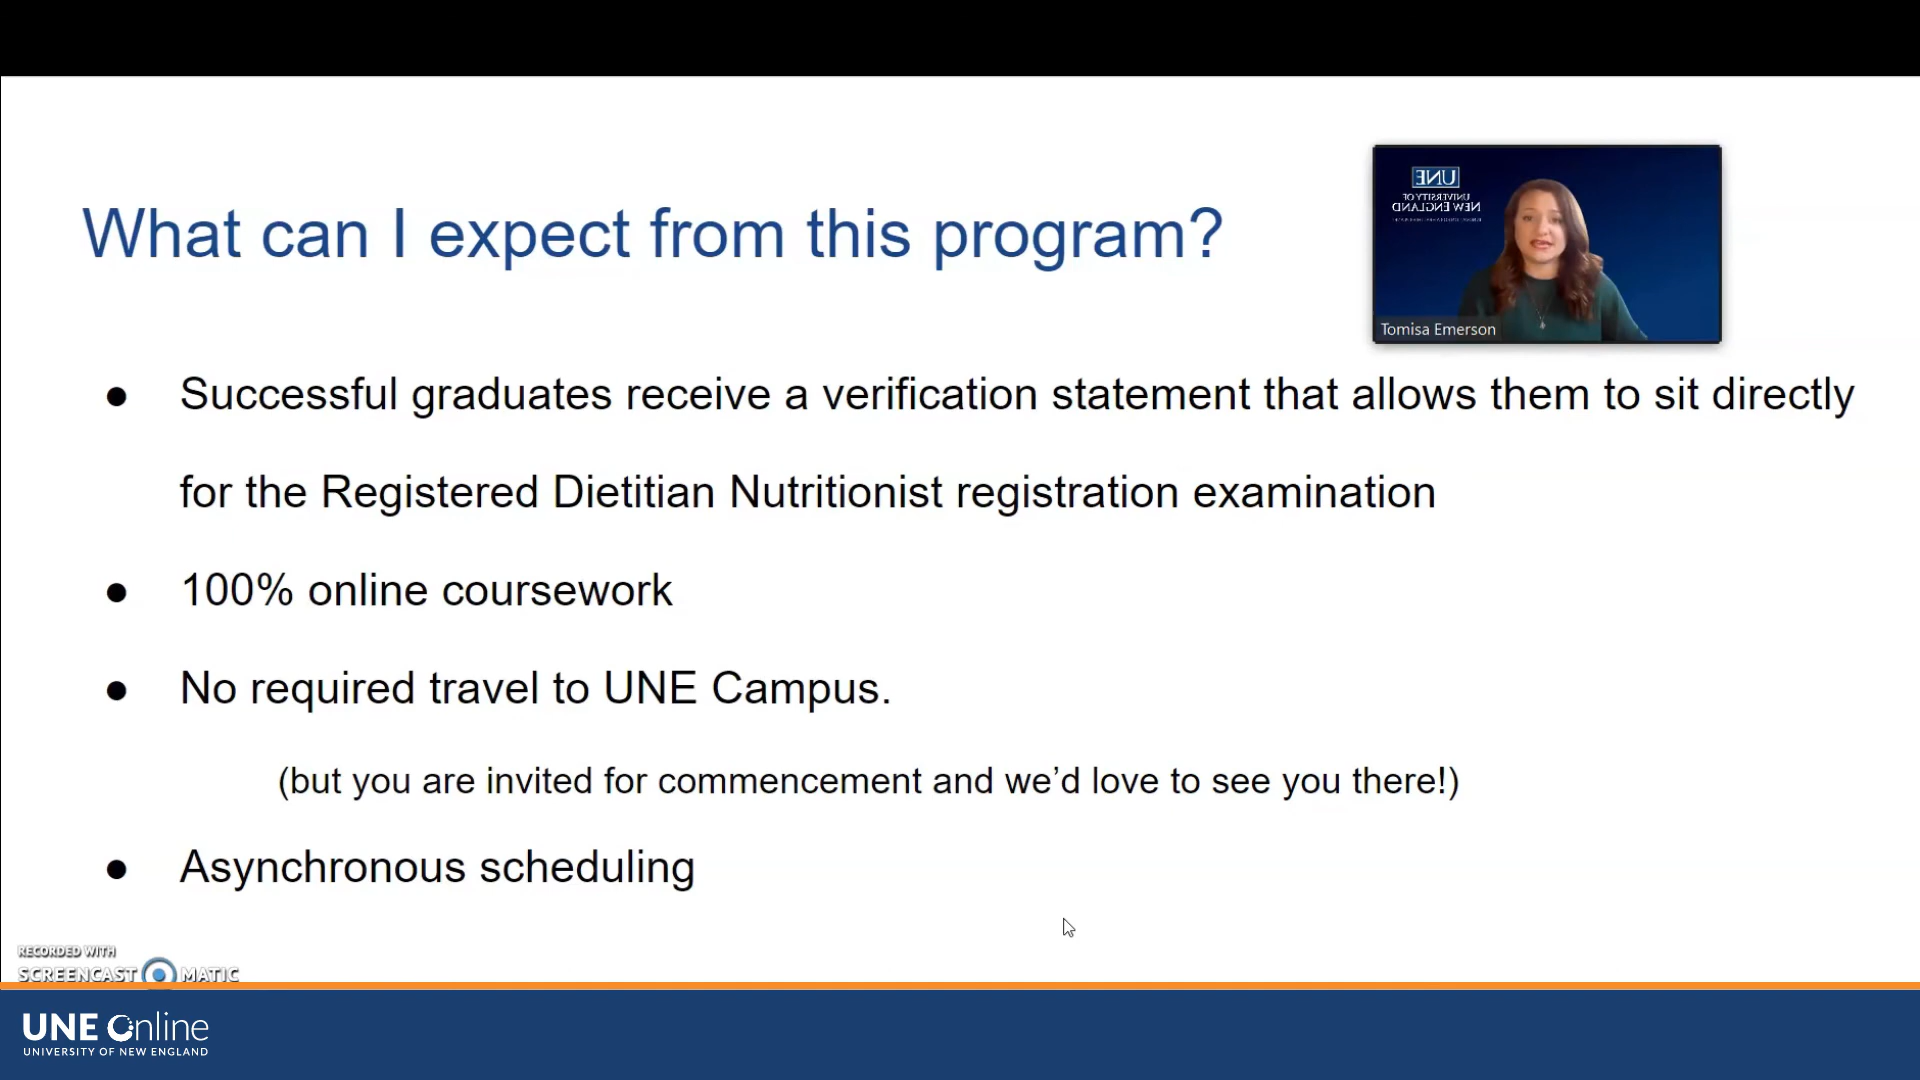 UNE
UNIVERSITY OF
NEW ENGLAND
What can I expect from this program?
Tomisa Emerson
● Successful graduates receive a verification statement that allows them to sit directly
for the Registered Dietitian Nutritionist registration examination
● 100% online coursework
● No required travel to UNE Campus.
(but you are invited for commencement and we’d love to see you there!)
● Asynchronous scheduling
RECORDED WITH
SCREENCAST MATIC
UNE Online
UNIVERSITY OF NEW ENGLAND